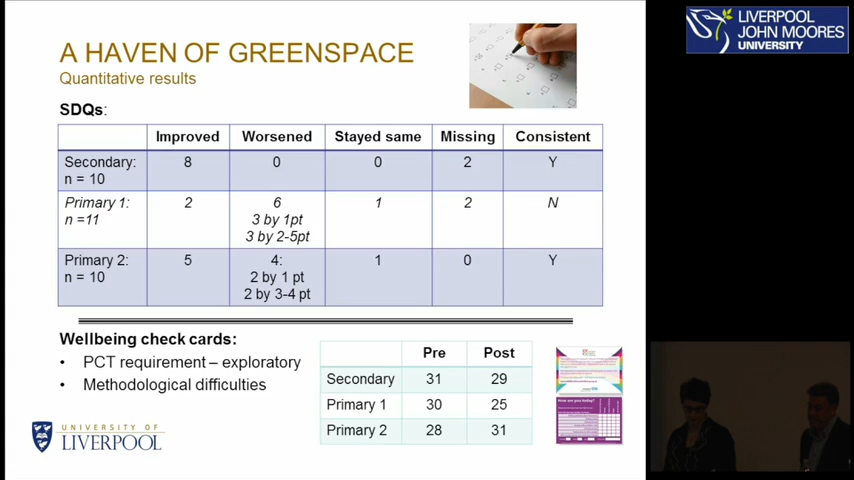 A HAVEN OF GREENSPACE
Quantitative results
SDQs:
Improved Worsened Stayed same Missing Consistent
Secondary: n = 10 8 0 0 2 Y
Primary 1: n =11 2 6 3 by 1pt 3 by 2-5pt 1 2 N
Primary 2: n = 10 5 4: 2 by 1 pt 2 by 3-4 pt 1 0 Y
Wellbeing check cards:
• PCT requirement – exploratory
• Methodological difficulties
Pre Post
Secondary 31 29
Primary 1 30 25
Primary 2 28 31
How are you today?
UNIVERSITY OF
LIVERPOOL
LIVERPOOL
JOHN MOORES
UNIVERSITY